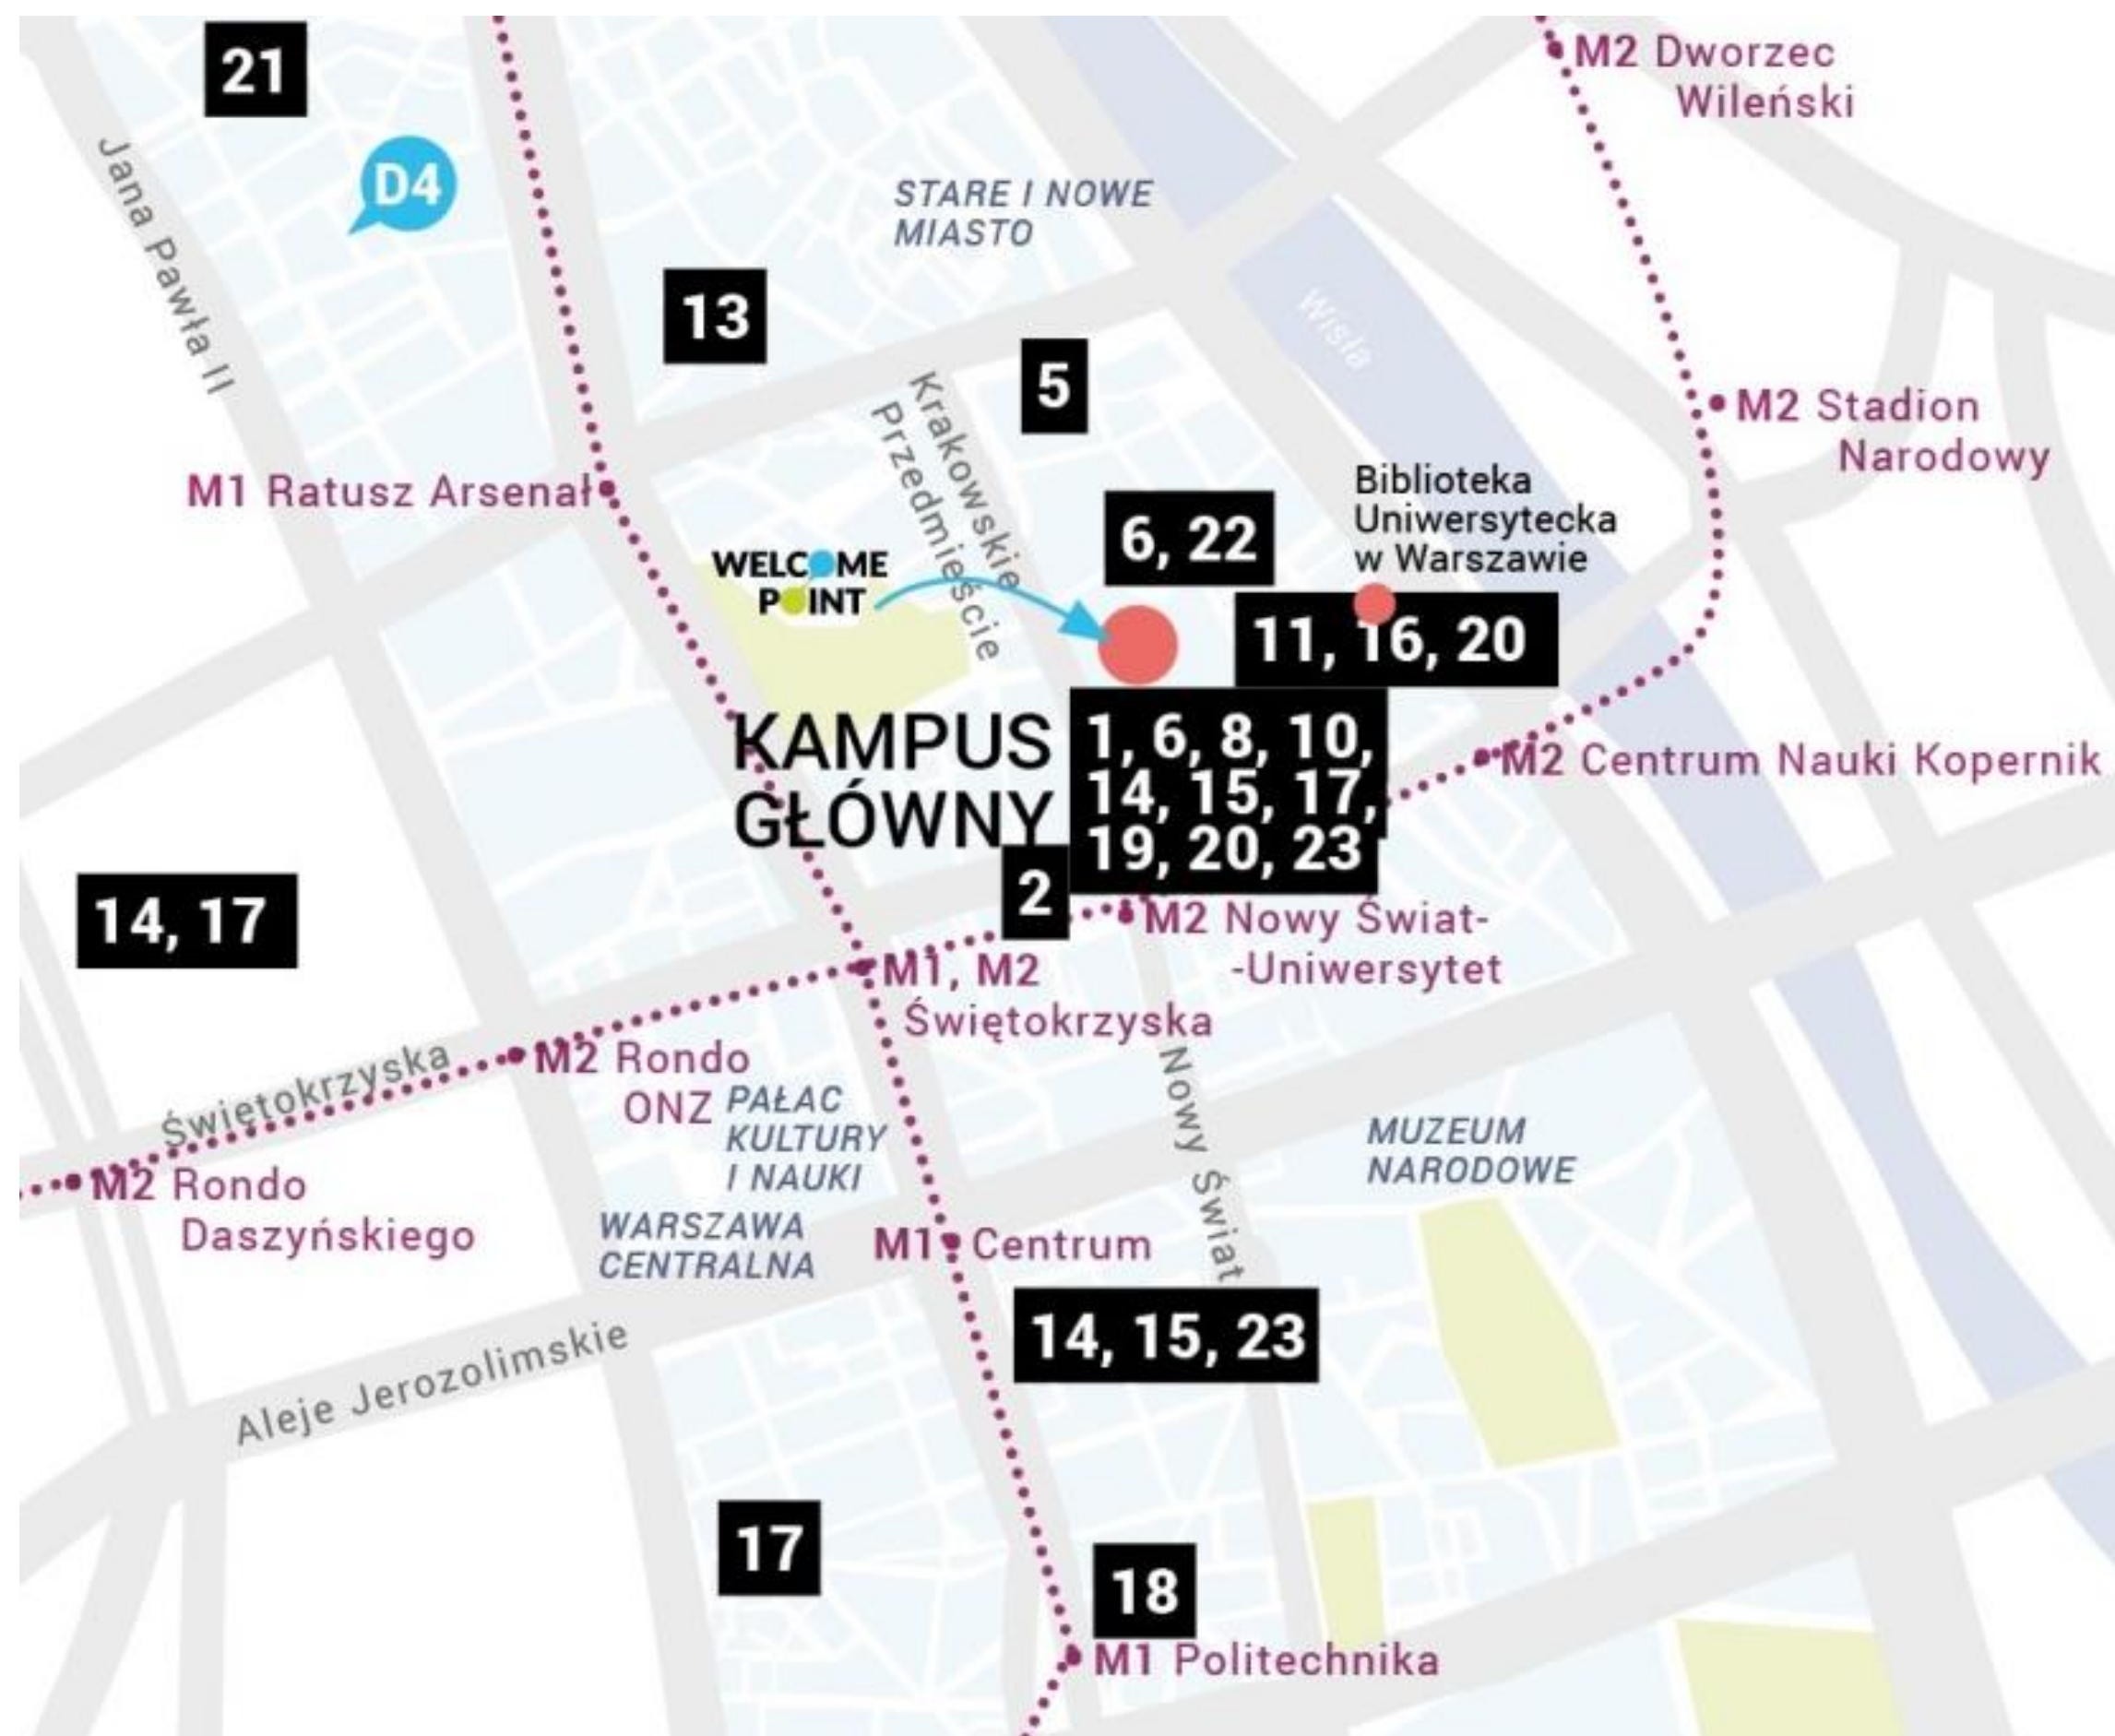 21
M2 Dworzec
Wileński
D4
Jana Pawła II
STARE I NOWE
MIASTO
13
Wisła
5
Krakowskie
Przedmieście
M2 Stadion
Narodowy
M1 Ratusz Arsenał
Biblioteka
Uniwersytecka
w Warszawie
6, 22
WELCOME
POINT
11, 16, 20
KAMPUS
GŁÓWNY
1, 6, 8, 10,
14, 15, 17,
19, 20, 23
M2 Centrum Nauki Kopernik
2
14, 17
M2 Nowy Świat-
-Uniwersytet
M1, M2
Świętokrzyska
Świętokrzyska
M2 Rondo
ONZ
PAŁAC
KULTURY
I NAUKI
Nowy Świat
MUZEUM
NARODOWE
M2 Rondo
Daszyńskiego
WARSZAWA
CENTRALNA
M1 Centrum
14, 15, 23
Aleje Jerozolimskie
17
18
M1 Politechnika